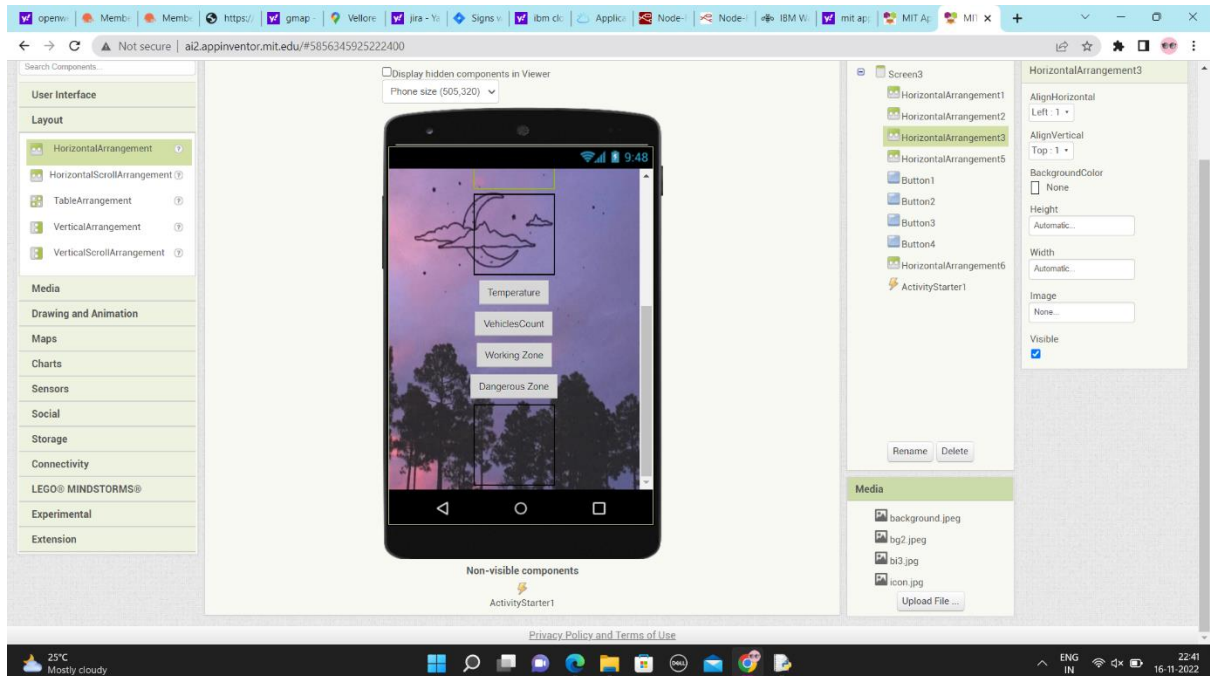 openw
Membe
Membe
https://
gmap -
Vellore
jira - Ya
Signs v
ibm clo
Applica
Node-
Node-
IBM W
mit app
MIT Ap
MIT
Not secure | ai2.appinventor.mit.edu/#5856345925222400
Search Components...
User Interface
Layout
HorizontalArrangement
HorizontalScrollArrangement
TableArrangement
VerticalArrangement
VerticalScrollArrangement
Media
Drawing and Animation
Maps
Charts
Sensors
Social
Storage
Connectivity
LEGO® MINDSTORMS®
Experimental
Extension
Display hidden components in Viewer
Phone size (505,320)
9:48
Temperature
VehiclesCount
Working Zone
Dangerous Zone
Non-visible components
ActivityStarter1
Screen3
HorizontalArrangement1
HorizontalArrangement2
HorizontalArrangement3
HorizontalArrangement5
Button1
Button2
Button3
Button4
HorizontalArrangement6
ActivityStarter1
Rename Delete
Media
background.jpeg
bg2.jpeg
bi3.jpg
icon.jpg
Upload File ...
HorizontalArrangement3
AlignHorizontal
Left : 1
AlignVertical
Top : 1
BackgroundColor
None
Height
Automatic...
Width
Automatic...
Image
None...
Visible
Privacy Policy and Terms of Use
25°C
Mostly cloudy
DELL
ENG
IN
22:41
16-11-2022